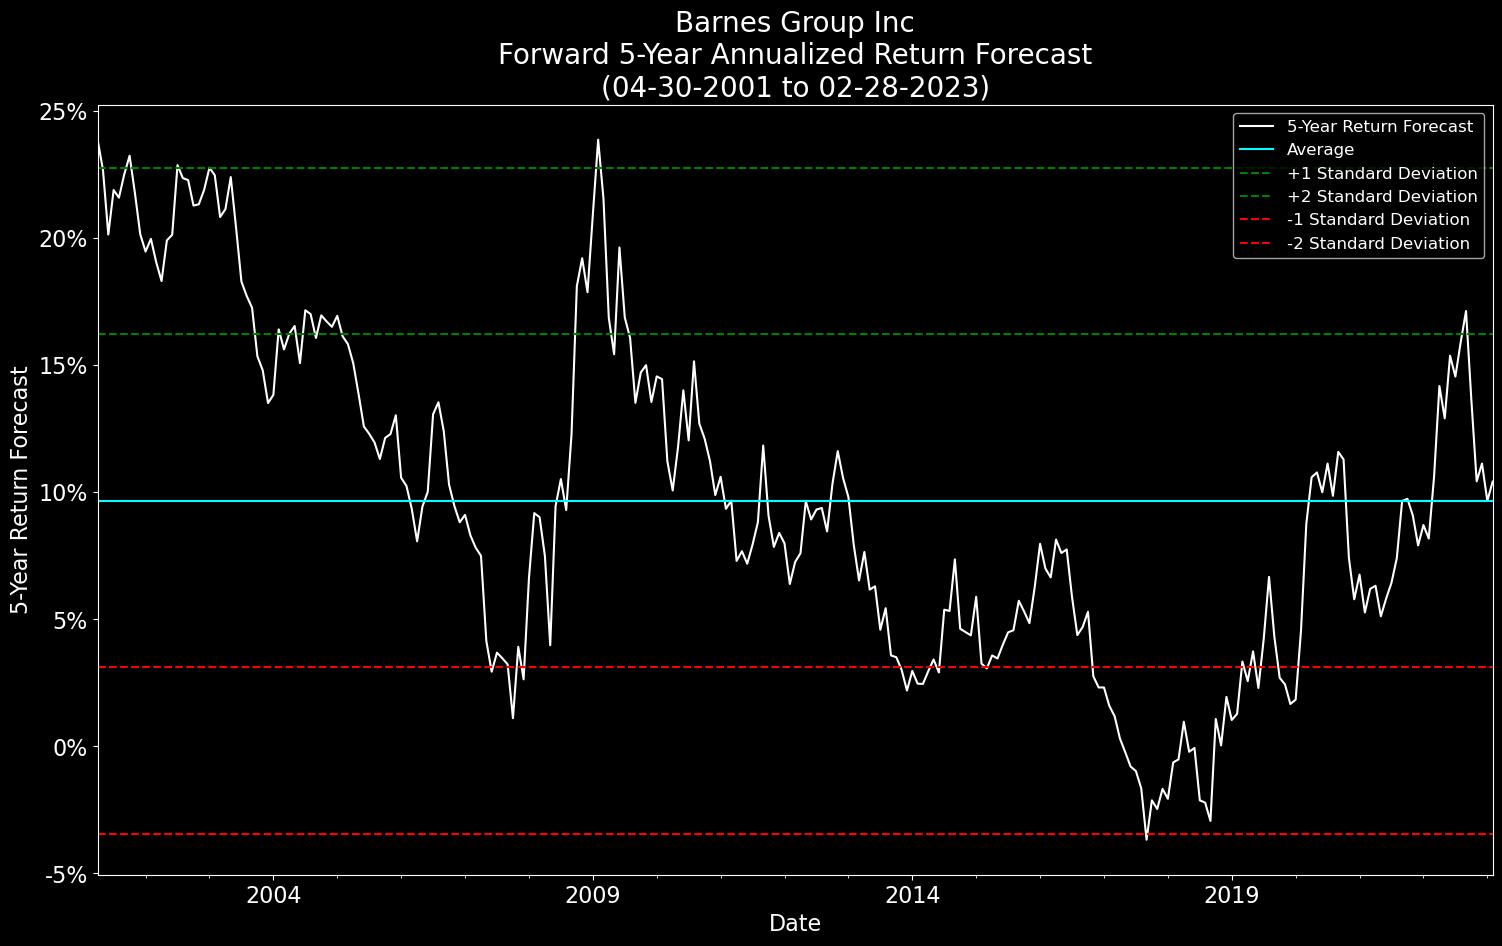 Barnes Group Inc
Forward 5-Year Annualized Return Forecast
(04-30-2001 to 02-28-2023)
25%
20%
15%
10%
5%
0%
-5%
5-Year Return Forecast
5-Year Return Forecast
Average
+1 Standard Deviation
+2 Standard Deviation
-1 Standard Deviation
-2 Standard Deviation
2004
2009
2014
2019
Date